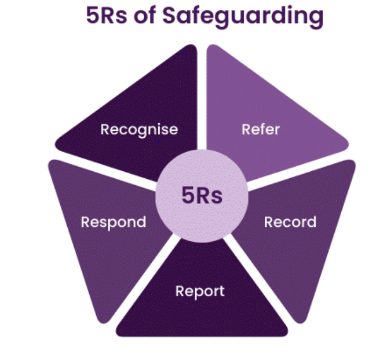 5Rs of Safeguarding
Recognise
Refer
5Rs
Respond
Record
Report